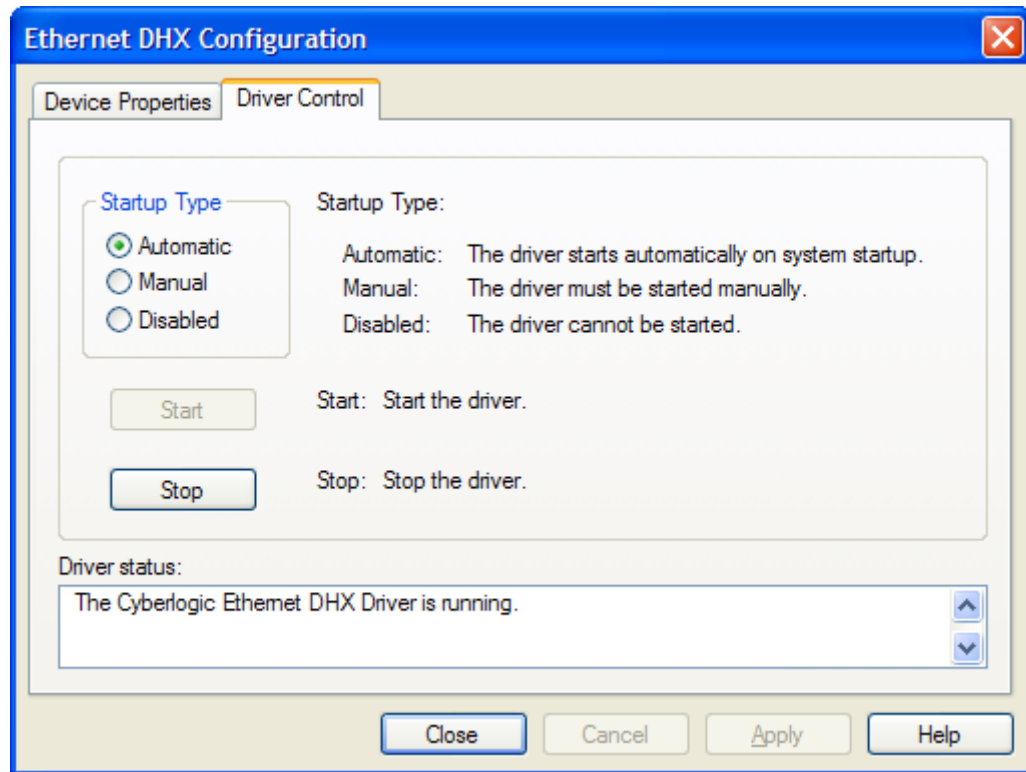 Ethernet DHX Configuration
Device Properties
Driver Control
Startup Type
Automatic
Manual
Disabled
Startup Type:
Automatic: The driver starts automatically on system startup.
Manual: The driver must be started manually.
Disabled: The driver cannot be started.
Start
Start: Start the driver.
Stop
Stop: Stop the driver.
Driver status:
The Cyberlogic Ethernet DHX Driver is running.
Close
Cancel
Apply
Help